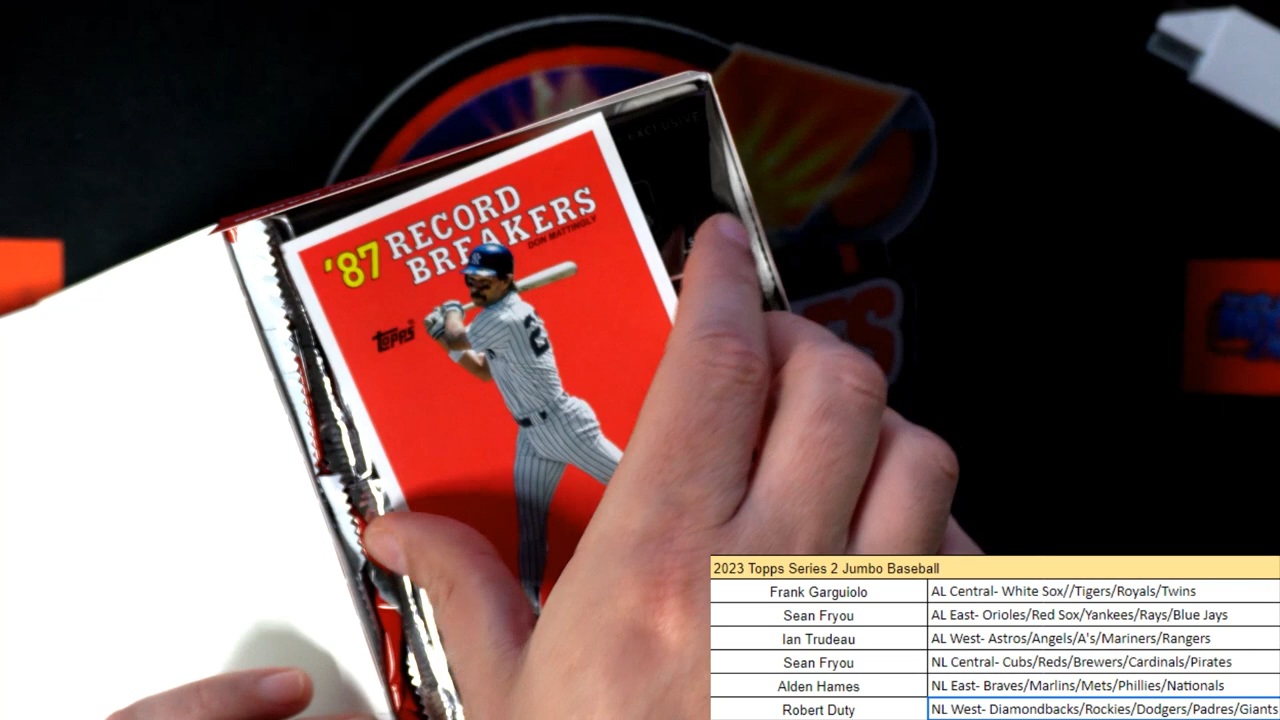 EXCLUSIVE
'87 RECORD
BREAKERS
DON MATTINGLY
Topps
2
2023 Topps Series 2 Jumbo Baseball
Frank Garguiolo AL Central- White Sox//Tigers/Royals/Twins
Sean Fryou AL East- Orioles/Red Sox/Yankees/Rays/Blue Jays
Ian Trudeau AL West- Astros/Angels/A's/Mariners/Rangers
Sean Fryou NL Central- Cubs/Reds/Brewers/Cardinals/Pirates
Alden Hames NL East- Braves/Marlins/Mets/Phillies/Nationals
Robert Duty NL West- Diamondbacks/Rockies/Dodgers/Padres/Giants